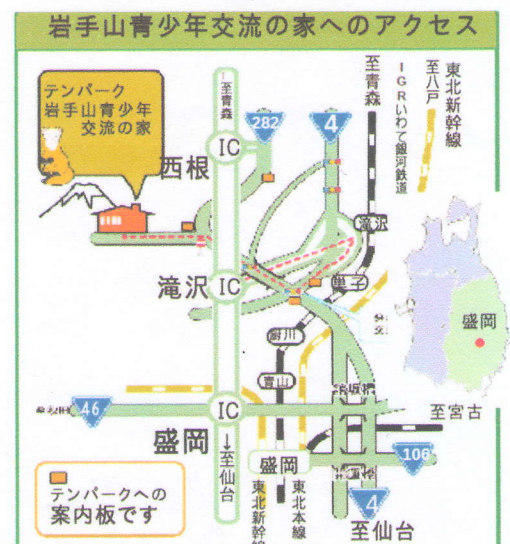 岩手山青少年交流の家へのアクセス
テンパーク
岩手山青少年
交流の家
至青森
282
4
至青森
IGRいわて銀河鉄道
至八戸
東北新幹線
IC
西根
滝沢
滝沢
IC
巣子
盛岡
厨川
青山
46
IC
至宮古
盛岡
↓至仙台
盛岡
106
テンパークへの
案内板です
東北新幹線
東北本線
4
至仙台